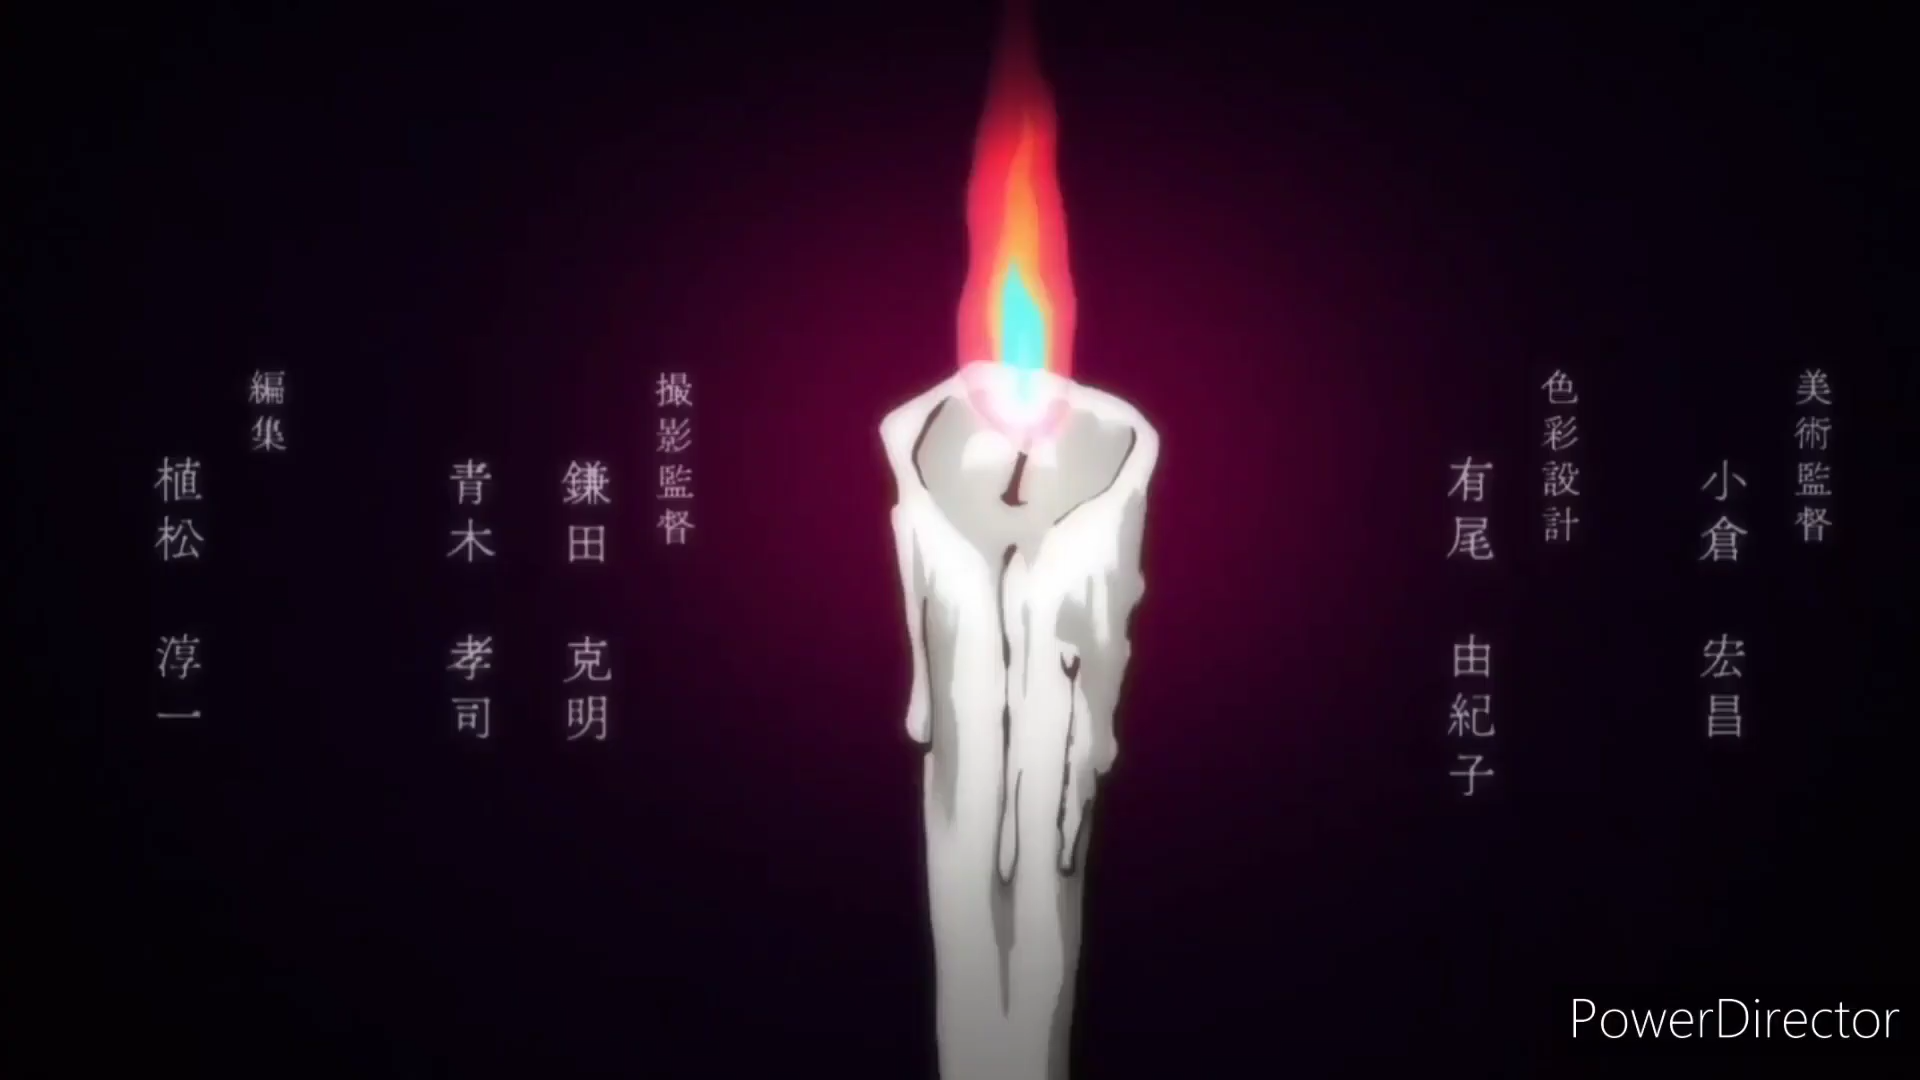 美術監督
小倉 宏昌
色彩設計
有尾 由紀子
撮影監督
鎌田 克明
青木 孝司
編集
植松 淳一
PowerDirector